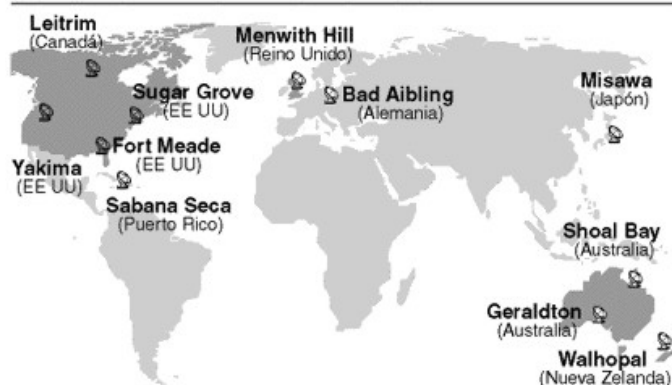 Leitrim
(Canadá)
Menwith Hill
(Reino Unido)
Misawa
(Japón)
Sugar Grove
(EE UU)
Bad Aibling
(Alemania)
Fort Meade
(EE UU)
Yakima
(EE UU)
Sabana Seca
(Puerto Rico)
Shoal Bay
(Australia)
Geraldton
(Australia)
Walhopal
(Nueva Zelanda)